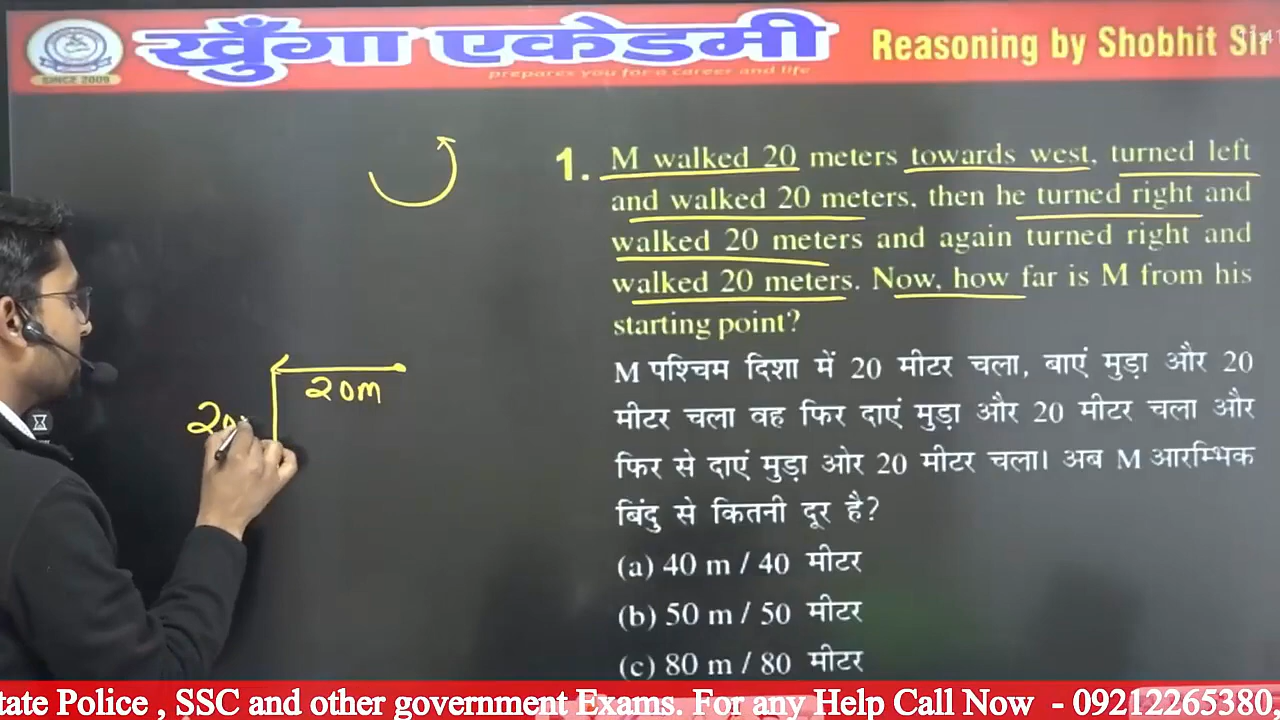 खुँगा एकेडमी
prepares you for a career and life
SINCE 2009
Reasoning by Shobhit Sir
1. M walked 20 meters towards west, turned left
and walked 20 meters, then he turned right and
walked 20 meters and again turned right and
walked 20 meters. Now, how far is M from his
starting point?
M पश्चिम दिशा में 20 मीटर चला, बाएं मुड़ा और 20
मीटर चला वह फिर दाएं मुड़ा और 20 मीटर चला और
फिर से दाएं मुड़ा ओर 20 मीटर चला। अब M आरम्भिक
बिंदु से कितनी दूर है?
(a) 40 m / 40 मीटर
(b) 50 m / 50 मीटर
(c) 80 m / 80 मीटर
20m
20
tate Police , SSC and other government Exams. For any Help Call Now - 09212265380